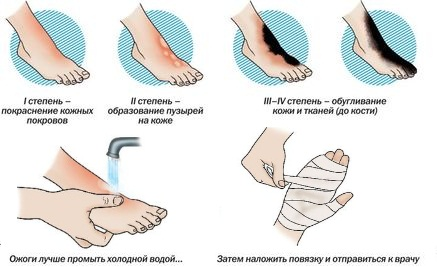 I степень –
покраснение кожных
покровов
II степень –
образование пузырей
на коже
III–IV степень – обугливание
кожи и тканей (до кости)
Ожоги лучше промыть холодной водой...
Затем наложить повязку и отправиться к врачу